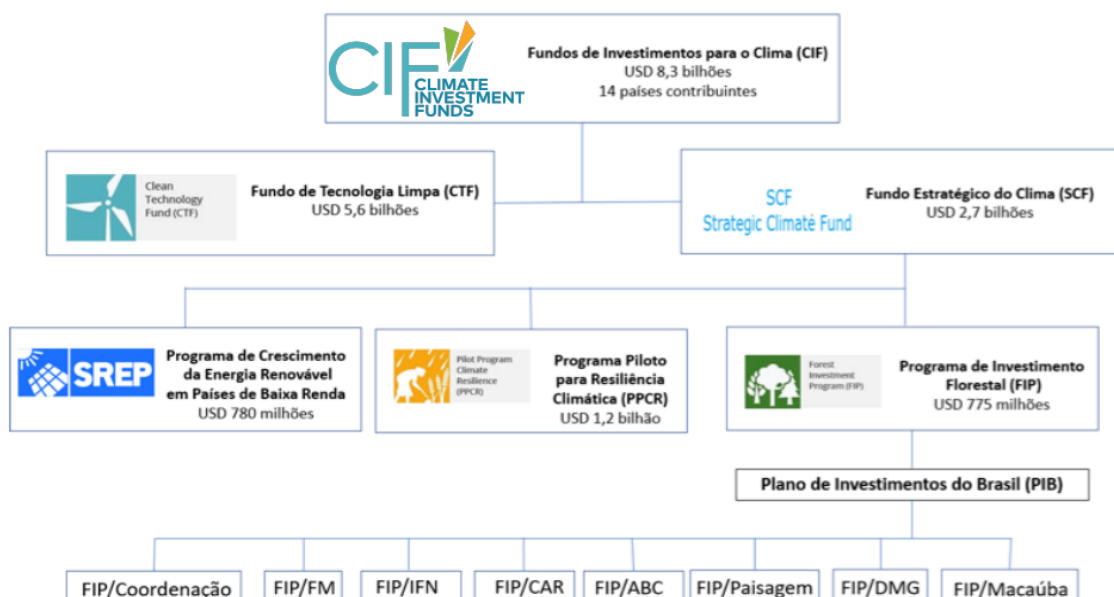 CIF
CLIMATE
INVESTMENT
FUNDS
Fundos de Investimentos para o Clima (CIF)
USD 8,3 bilhões
14 países contribuintes
Clean
Technology
Fund (CTF)
Fundo de Tecnologia Limpa (CTF)
USD 5,6 bilhões
SCF
Strategic Climate Fund
Fundo Estratégico do Clima (SCF)
USD 2,7 bilhões
SREP
Programa de Crescimento
da Energia Renovável
em Países de Baixa Renda
USD 780 milhões
Pilot Program
Climate
Resilience
(PPCR)
Programa Piloto
para Resiliência
Climática (PPCR)
USD 1,2 bilhão
Forest
Investment
Program (FIP)
Programa de Investimento
Florestal (FIP)
USD 775 milhões
Plano de Investimentos do Brasil (PIB)
FIP/Coordenação
FIP/FM
FIP/IFN
FIP/CAR
FIP/ABC
FIP/Paisagem
FIP/DMG
FIP/Macaúba